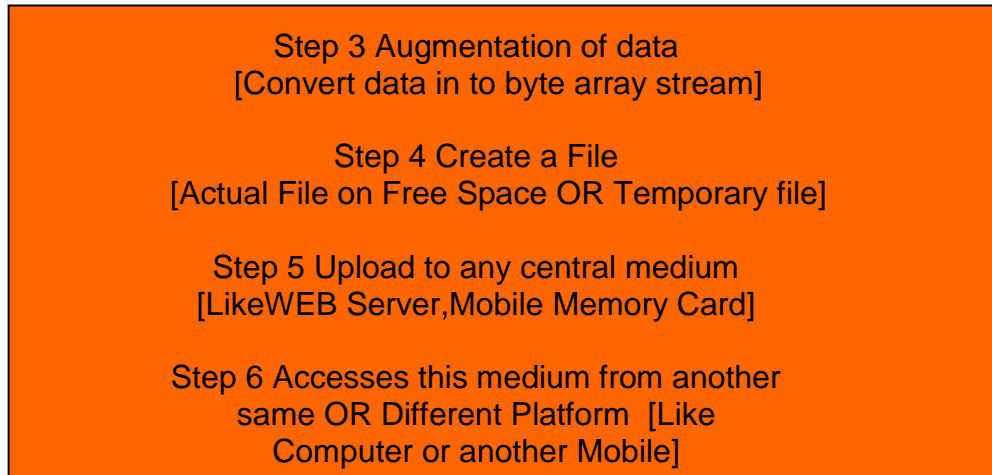 Step 3 Augmentation of data
[Convert data in to byte array stream]
Step 4 Create a File
[Actual File on Free Space OR Temporary file]
Step 5 Upload to any central medium
[LikeWEB Server,Mobile Memory Card]
Step 6 Accesses this medium from another
same OR Different Platform [Like
Computer or another Mobile]